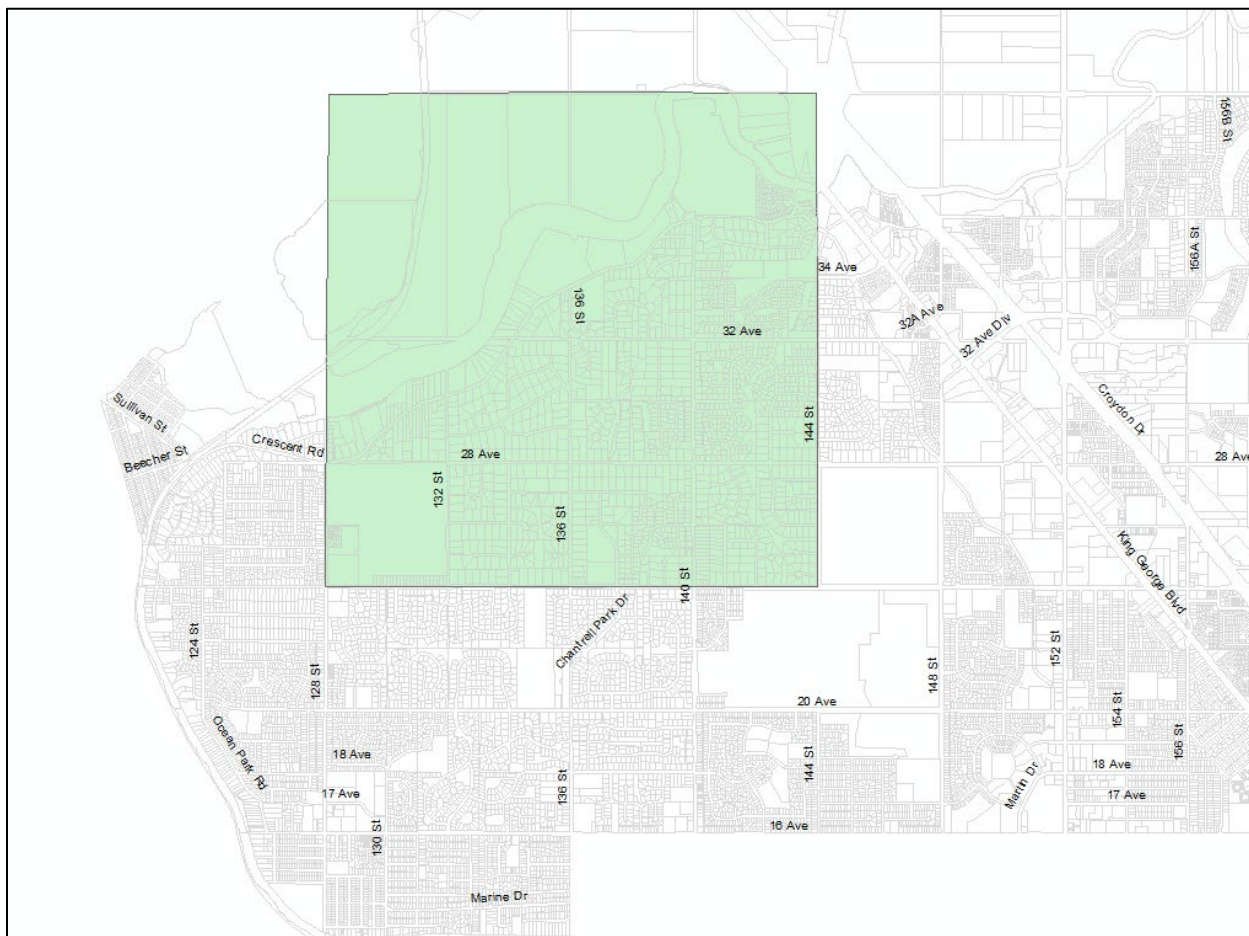 166B St
156A St
34 Ave
136 St
32A Ave
32 Ave
32 Ave Div
Croydon Dr
Sullivan St
144 St
Crescent Rd
Beecher St
28 Ave
28 Ave
132 St
136 St
King George Blvd
140 St
Chantrell Park Dr
124 St
128 St
148 St
152 St
20 Ave
154 St
156 St
Ocean Park Rd
18 Ave
144 St
18 Ave
Martin Dr
136 St
17 Ave
17 Ave
130 St
16 Ave
Marine Dr